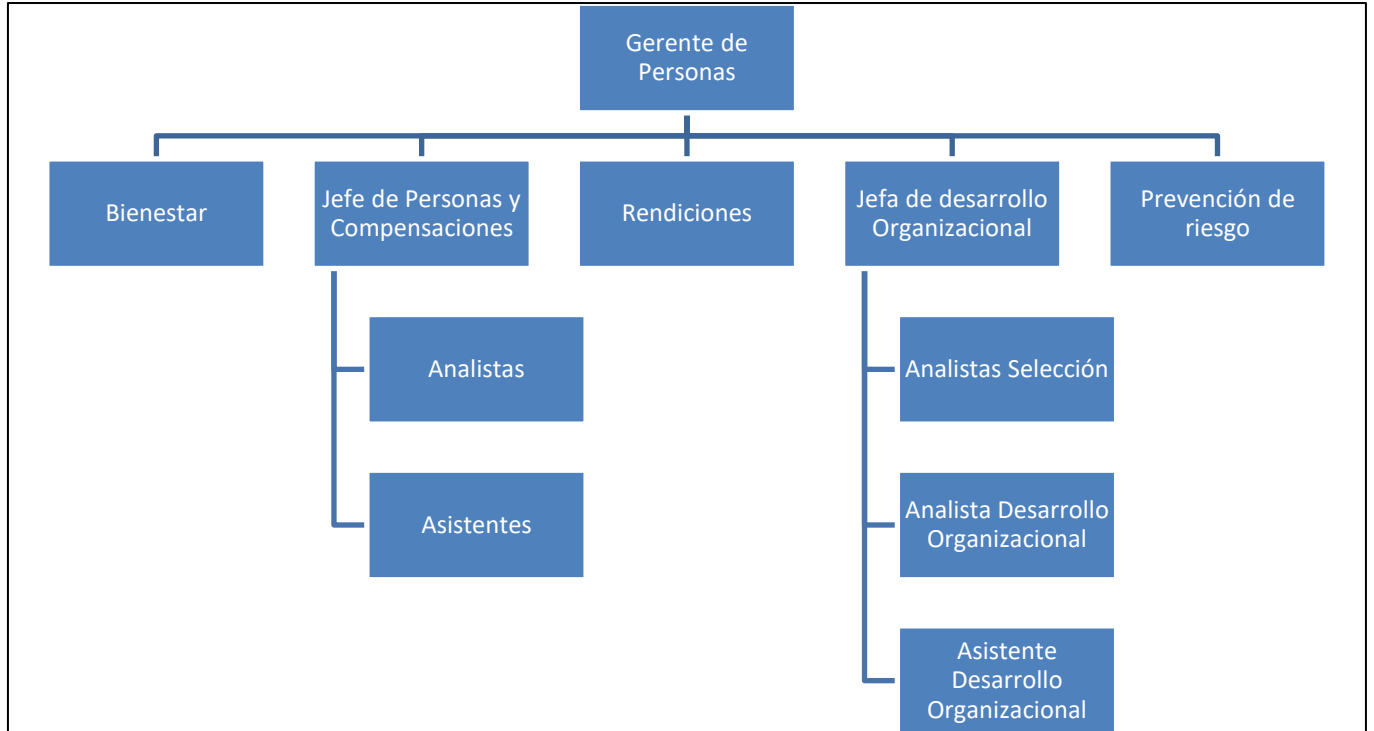 Gerente de
Personas
Bienestar
Jefe de Personas y
Compensaciones
Rendiciones
Jefa de desarrollo
Organizacional
Prevención de
riesgo
Analistas
Asistentes
Analistas Selección
Analista Desarrollo
Organizacional
Asistente
Desarrollo
Organizacional